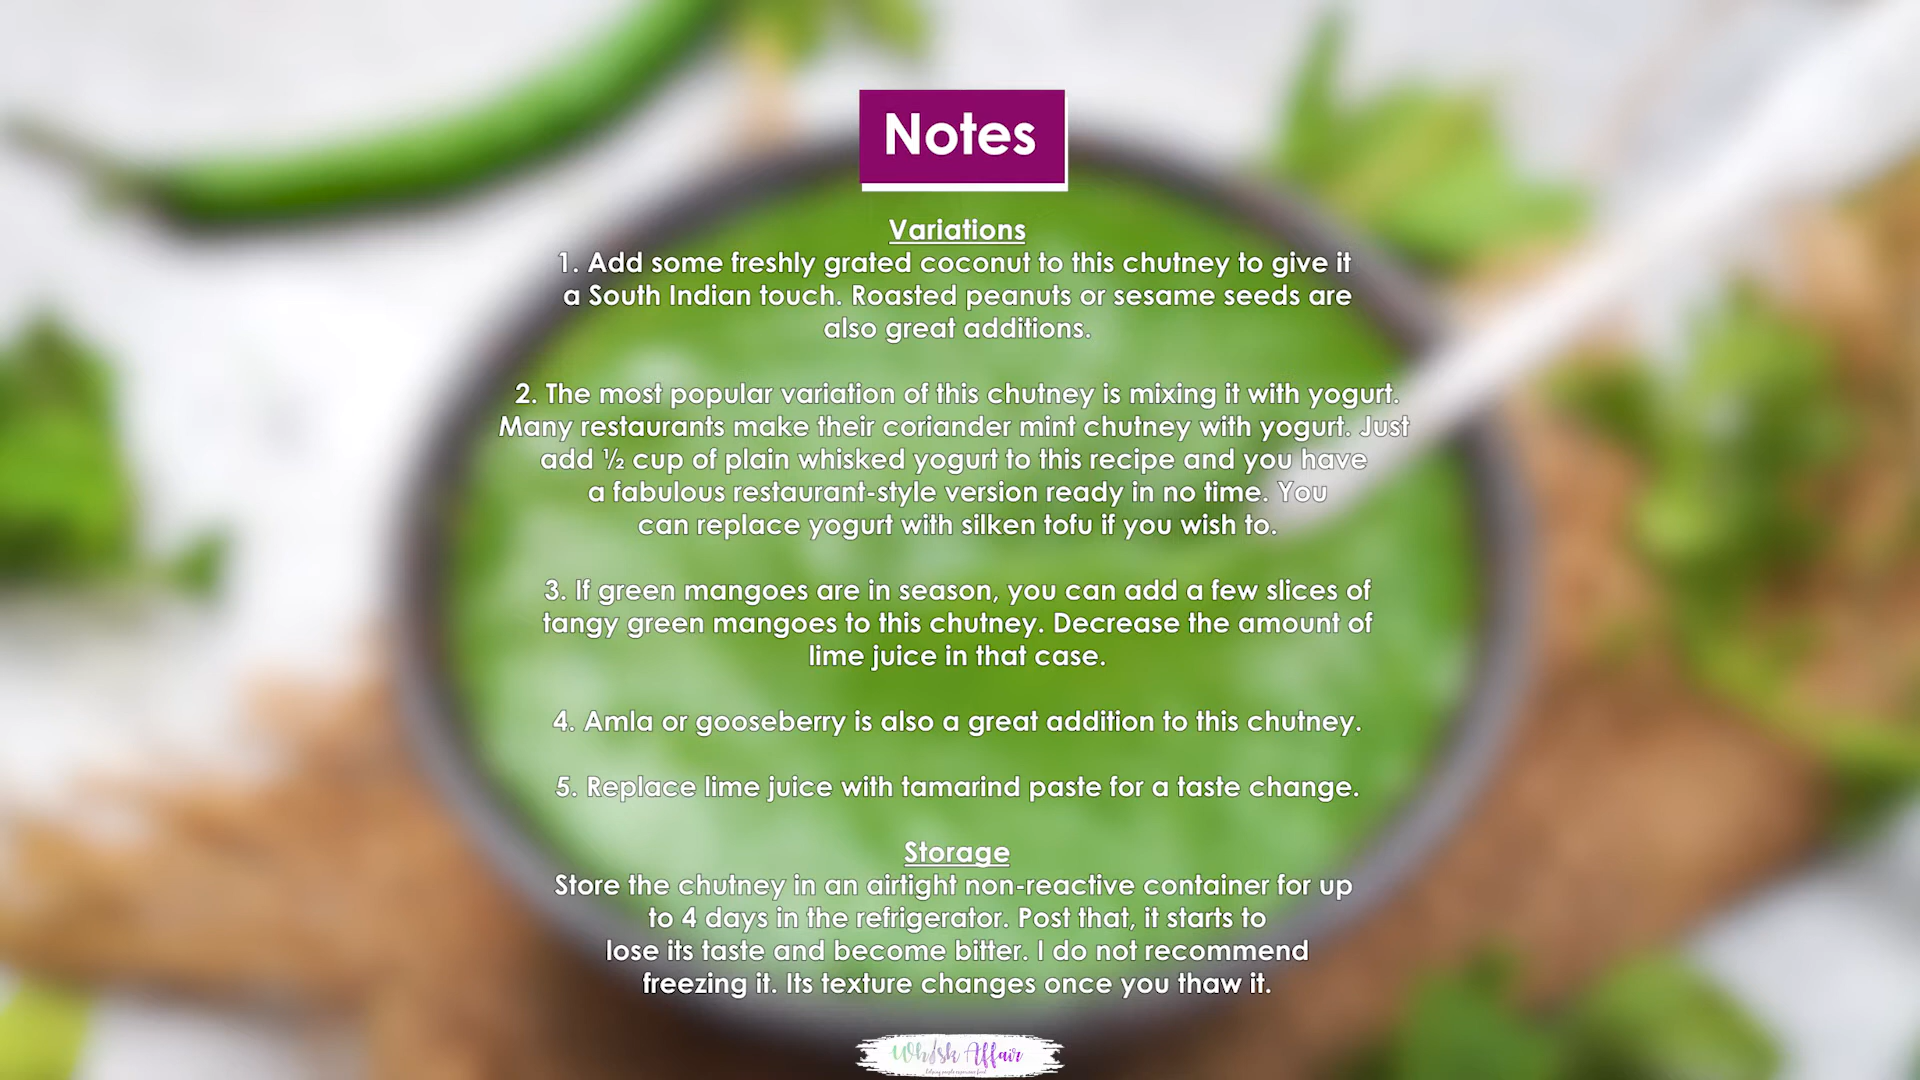 Notes
Variations
1. Add some freshly grated coconut to this chutney to give it
a South Indian touch. Roasted peanuts or sesame seeds are
also great additions.
2. The most popular variation of this chutney is mixing it with yogurt.
Many restaurants make their coriander mint chutney with yogurt. Just
add ½ cup of plain whisked yogurt to this recipe and you have
a fabulous restaurant-style version ready in no time. You
can replace yogurt with silken tofu if you wish to.
3. If green mangoes are in season, you can add a few slices of
tangy green mangoes to this chutney. Decrease the amount of
lime juice in that case.
4. Amla or gooseberry is also a great addition to this chutney.
5. Replace lime juice with tamarind paste for a taste change.
Storage
Store the chutney in an airtight non-reactive container for up
to 4 days in the refrigerator. Post that, it starts to
lose its taste and become bitter. I do not recommend
freezing it. Its texture changes once you thaw it.
Whisk Affair